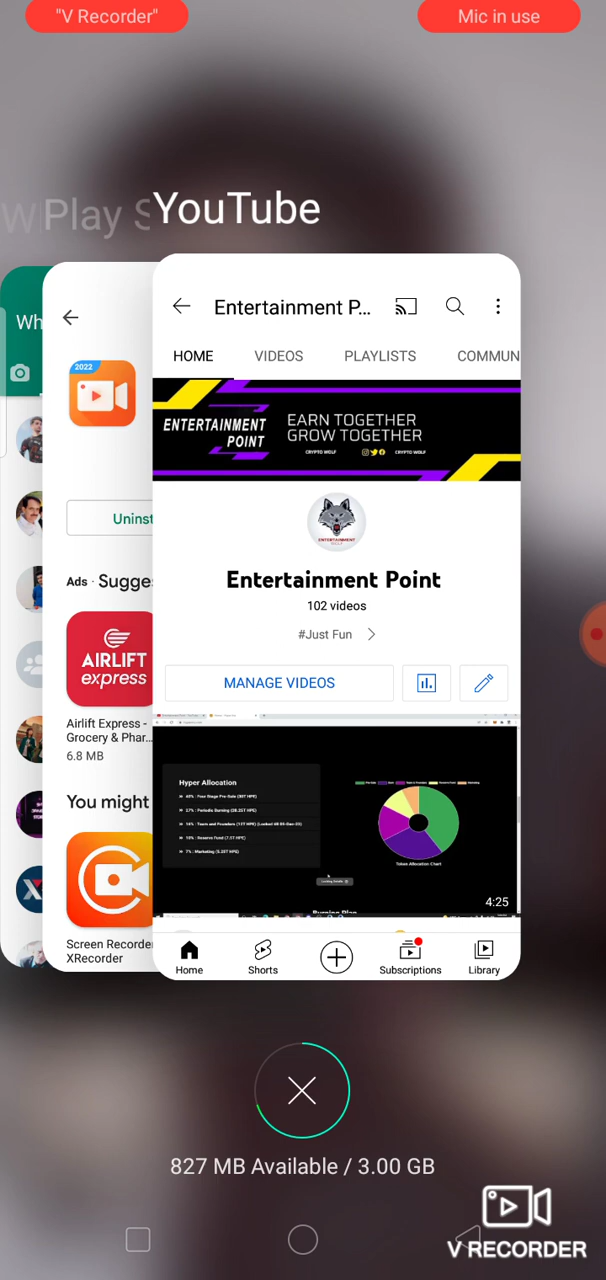 "V Recorder"
Mic in use
Play S
YouTube
Wh
Entertainment P...
HOME
VIDEOS
PLAYLISTS
COMMUN
ENTERTAINMENT
POINT
EARN TOGETHER
GROW TOGETHER
CRYPTO WOLF
CRYPTO WOLF
2022
Uninst
Entertainment Point
102 videos
#Just Fun
Ads · Sugges
MANAGE VIDEOS
AIRLIFT
express
Airlift Express -
Grocery & Phar...
6.8 MB
Hyper Allocation
Token Allocation Chart
You might
4:25
Screen Recorder
XRecorder
Home
Shorts
Subscriptions
Library
827 MB Available / 3.00 GB
V RECORDER